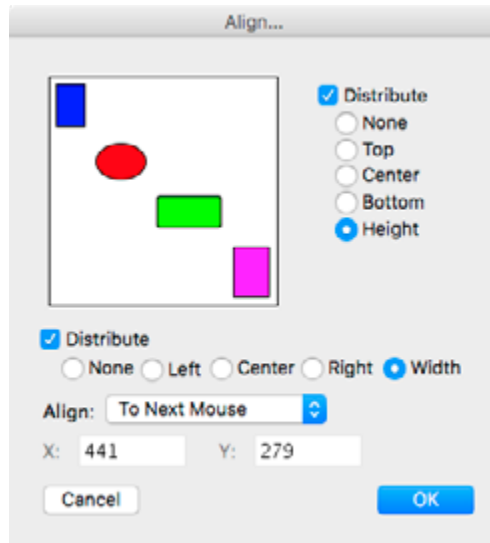 Align...
Distribute
None
Top
Center
Bottom
Height
Distribute
None Left Center Right Width
Align: To Next Mouse
X: 441 Y: 279
Cancel OK